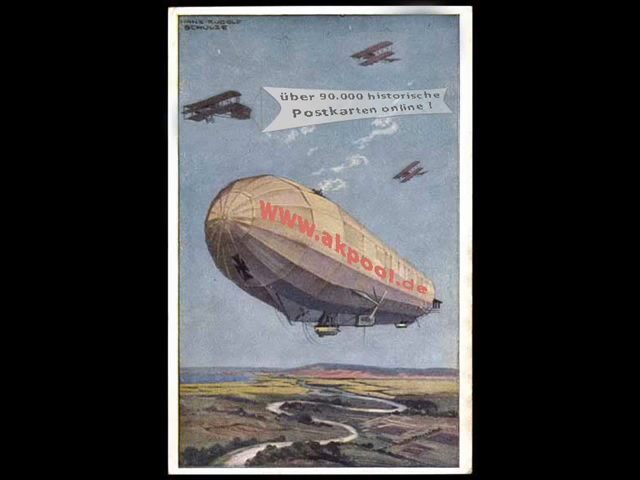 HANS RUDOLF
SCHULZE
über 90.000 historische
Postkarten online !
www.akpool.de